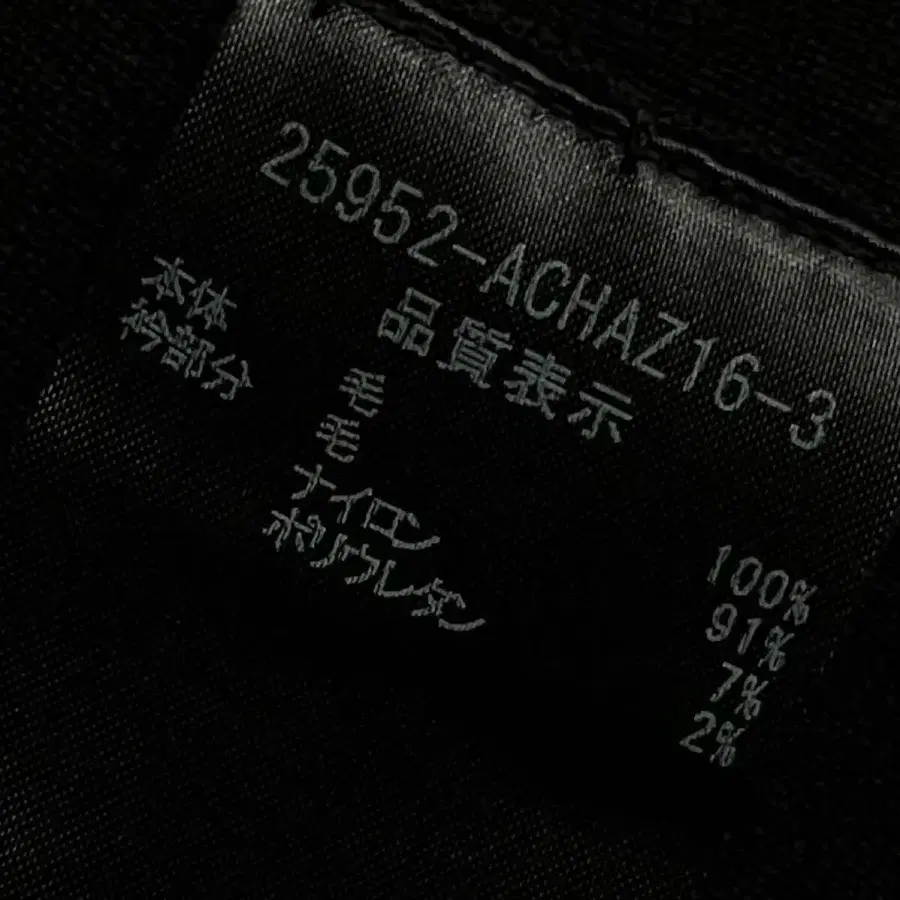 25952-ACHAZ16-3
品質表示
本体 毛 100%
衿部分 毛 91%
ナイロン 7%
ポリウレタン 2%